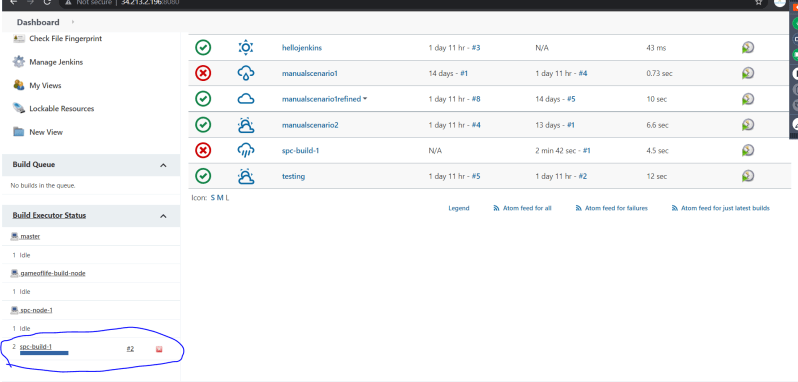 Not secure | 34.213.2.196:8080
Dashboard
Check File Fingerprint
Manage Jenkins
My Views
Lockable Resources
New View
Build Queue
No builds in the queue.
Build Executor Status
master
1 Idle
gameoflife-build-node
1 Idle
spc-node-1
1 Idle
2 spc-build-1 #2
hellojenkins 1 day 11 hr - #3 N/A 43 ms
manualscenario1 14 days - #1 1 day 11 hr - #4 0.73 sec
manualscenario1refined 1 day 11 hr - #8 14 days - #5 10 sec
manualscenario2 1 day 11 hr - #4 13 days - #1 6.6 sec
spc-build-1 N/A 2 min 42 sec - #1 4.5 sec
testing 1 day 11 hr - #5 1 day 11 hr - #2 12 sec
Icon: S M L
Legend Atom feed for all Atom feed for failures Atom feed for just latest builds